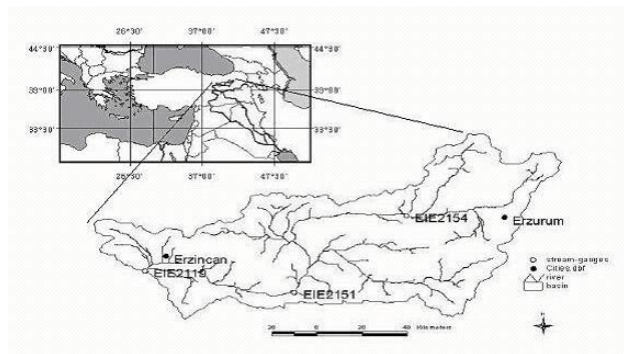 26°30' 37°00' 47°30'
44°30' 44°30'
39°00' 39°00'
33°30' 33°30'
26°30' 37°00' 47°30'
EIE2154
Erzurum
Erzincan
EIE2119
EIE2151
stream-gauges
Cities.dbf
river
basin
20 0 20 40 Kilometers
N